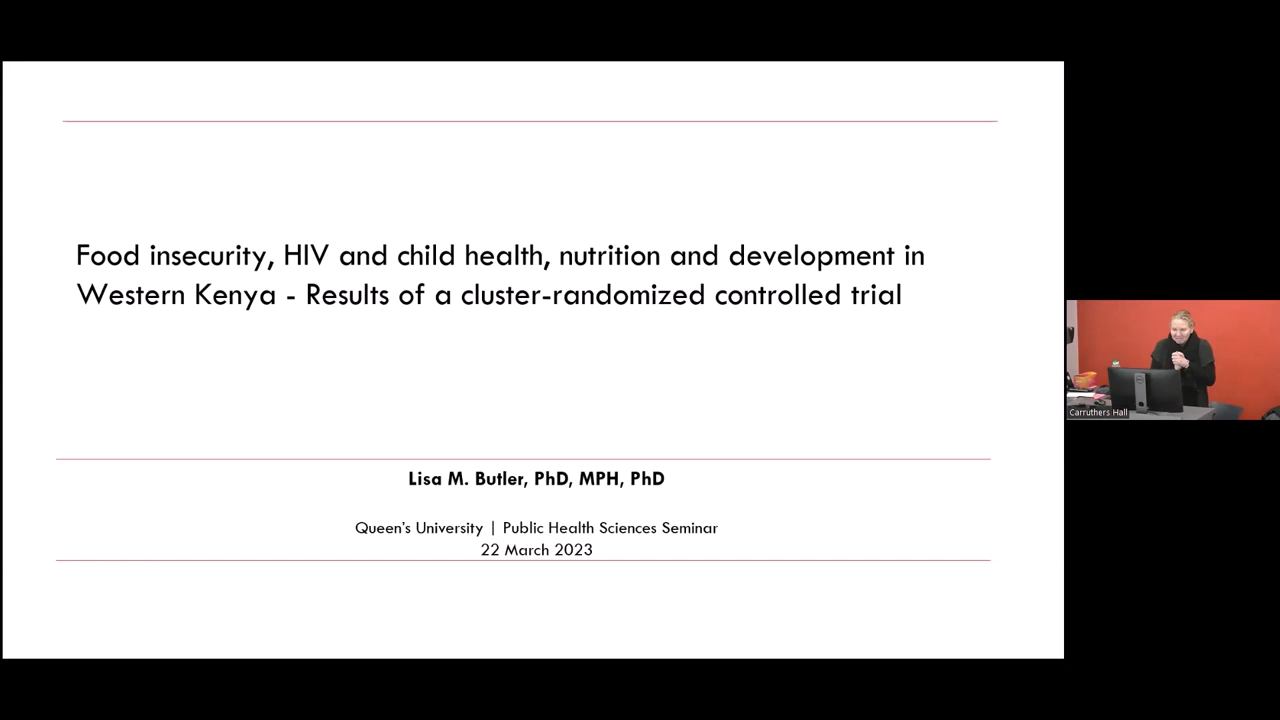 Food insecurity, HIV and child health, nutrition and development in
Western Kenya - Results of a cluster-randomized controlled trial
Lisa M. Butler, PhD, MPH, PhD
Queen's University | Public Health Sciences Seminar
22 March 2023
Carruthers Hall